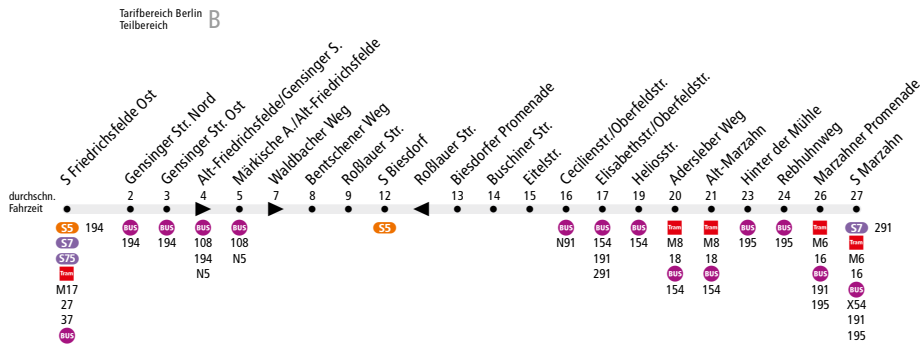 Tarifbereich Berlin
Teilbereich B
S Friedrichsfelde Ost
Gensinger Str. Nord
Gensinger Str. Ost
Alt-Friedrichsfelde/Gensinger S.
Märkische A./Alt-Friedrichsfelde
Waldbacher Weg
Bentschener Weg
Roßlauer Str.
S Biesdorf
Roßlauer Str.
Biesdorfer Promenade
Buschiner Str.
Eitelstr.
Cecilienstr./Oberfeldstr.
Elisabethstr./Oberfeldstr.
Heliosstr.
Adersleber Weg
Alt-Marzahn
Hinter der Mühle
Rebhuhnweg
Marzahner Promenade
S Marzahn
durchschn. 2 3 4 5 7 8 9 12 13 14 15 16 17 19 20 21 23 24 26 27
Fahrzeit
S5 194 BUS BUS BUS BUS S5 BUS BUS BUS Tram Tram BUS BUS Tram S7 291
S7 194 194 108 108 N91 154 154 M8 M8 195 195 M6 Tram
S75 194 N5 191 18 18 16 M6
Tram N5 291 BUS BUS BUS 16
M17 154 154 191 BUS
27 195 X54
37 191
BUS 195